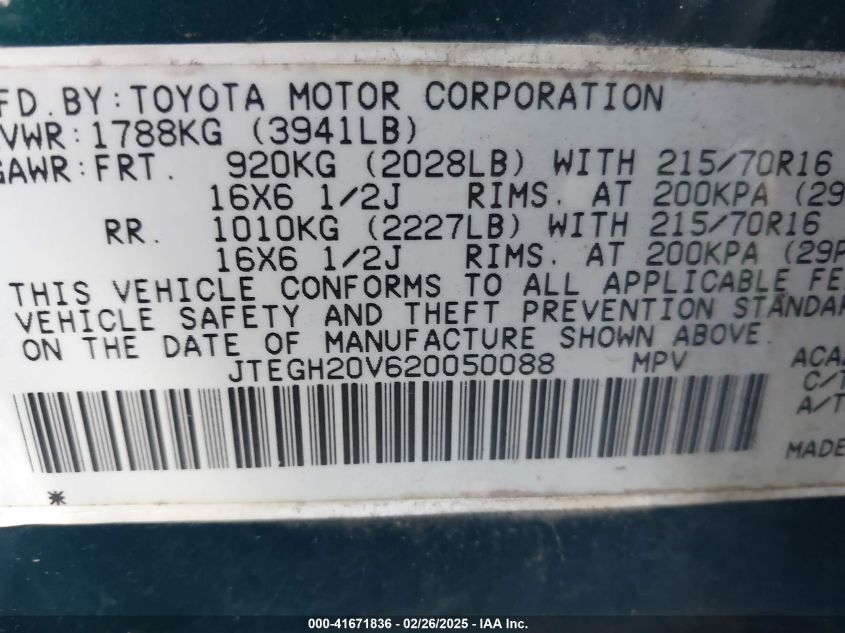 FD. BY: TOYOTA MOTOR CORPORATION
VWR: 1788KG (3941LB)
GAWR: FRT. 920KG (2028LB) WITH 215/70R16
16X6 1/2J RIMS. AT 200KPA (29
RR. 1010KG (2227LB) WITH 215/70R16
16X6 1/2J RIMS. AT 200KPA (29P
THIS VEHICLE CONFORMS TO ALL APPLICABLE FE
VEHICLE SAFETY AND THEFT PREVENTION STANDAR
ON THE DATE OF MANUFACTURE SHOWN ABOVE.
JTEGH20V620050088 MPV ACA
C/T
A/T
MADE
*
000-41671836 - 02/26/2025 - IAA Inc.